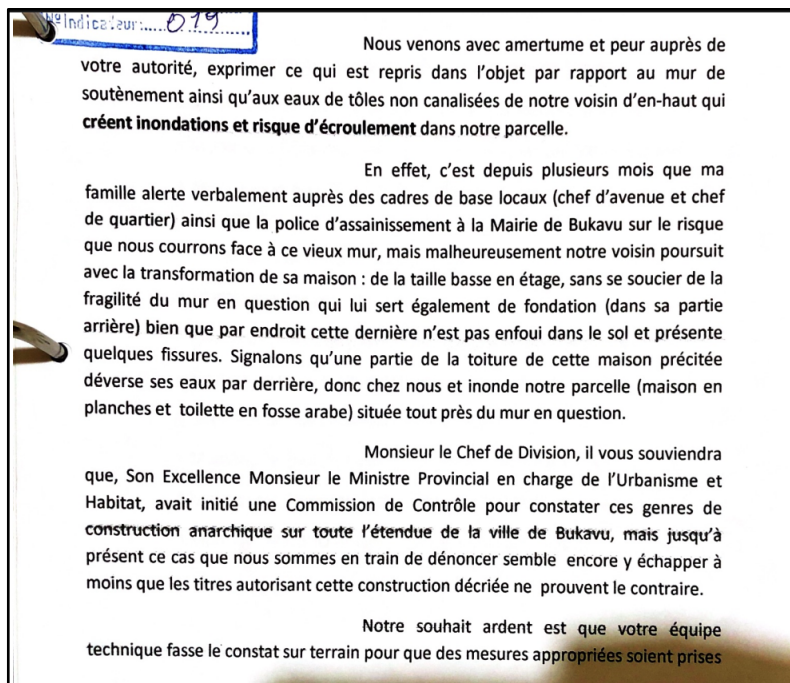 N° Indicateur:.....019.....
Nous venons avec amertume et peur auprès de
votre autorité, exprimer ce qui est repris dans l'objet par rapport au mur de
soutènement ainsi qu'aux eaux de tôles non canalisées de notre voisin d'en-haut qui
créent inondations et risque d'écroulement dans notre parcelle.
En effet, c'est depuis plusieurs mois que ma
famille alerte verbalement auprès des cadres de base locaux (chef d'avenue et chef
de quartier) ainsi que la police d'assainissement à la Mairie de Bukavu sur le risque
que nous courrons face à ce vieux mur, mais malheureusement notre voisin poursuit
avec la transformation de sa maison : de la taille basse en étage, sans se soucier de la
fragilité du mur en question qui lui sert également de fondation (dans sa partie
arrière) bien que par endroit cette dernière n'est pas enfoui dans le sol et présente
quelques fissures. Signalons qu'une partie de la toiture de cette maison précitée
déverse ses eaux par derrière, donc chez nous et inonde notre parcelle (maison en
planches et toilette en fosse arabe) située tout près du mur en question.
Monsieur le Chef de Division, il vous souviendra
que, Son Excellence Monsieur le Ministre Provincial en charge de l'Urbanisme et
Habitat, avait initié une Commission de Contrôle pour constater ces genres de
construction anarchique sur toute l'étendue de la ville de Bukavu, mais jusqu'à
présent ce cas que nous sommes en train de dénoncer semble encore y échapper à
moins que les titres autorisant cette construction décriée ne prouvent le contraire.
Notre souhait ardent est que votre équipe
technique fasse le constat sur terrain pour que des mesures appropriées soient prises